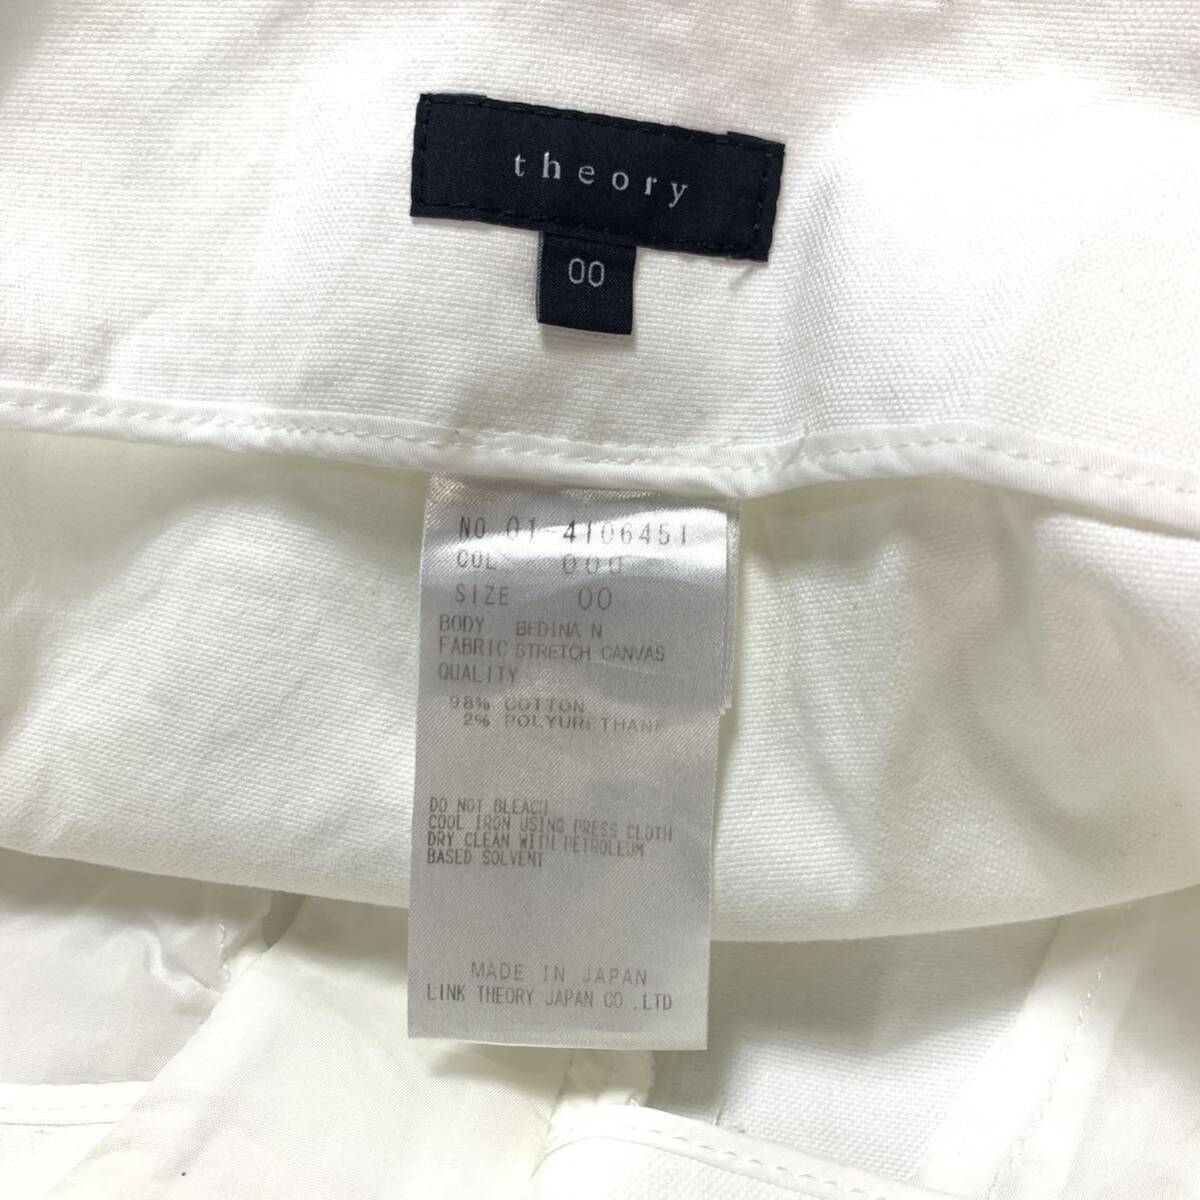 theory
00
NO 01-4106451
COL 000
SIZE 00
BODY BEDINA N
FABRIC STRETCH CANVAS
QUALITY
98% COTTON
2% POLYURETHANE
DO NOT BLEACH
COOL IRON USING PRESS CLOTH
DRY CLEAN WITH PETROLLUM
BASED SOLVENT
MADE IN JAPAN
LINK THEORY JAPAN CO.,LTD